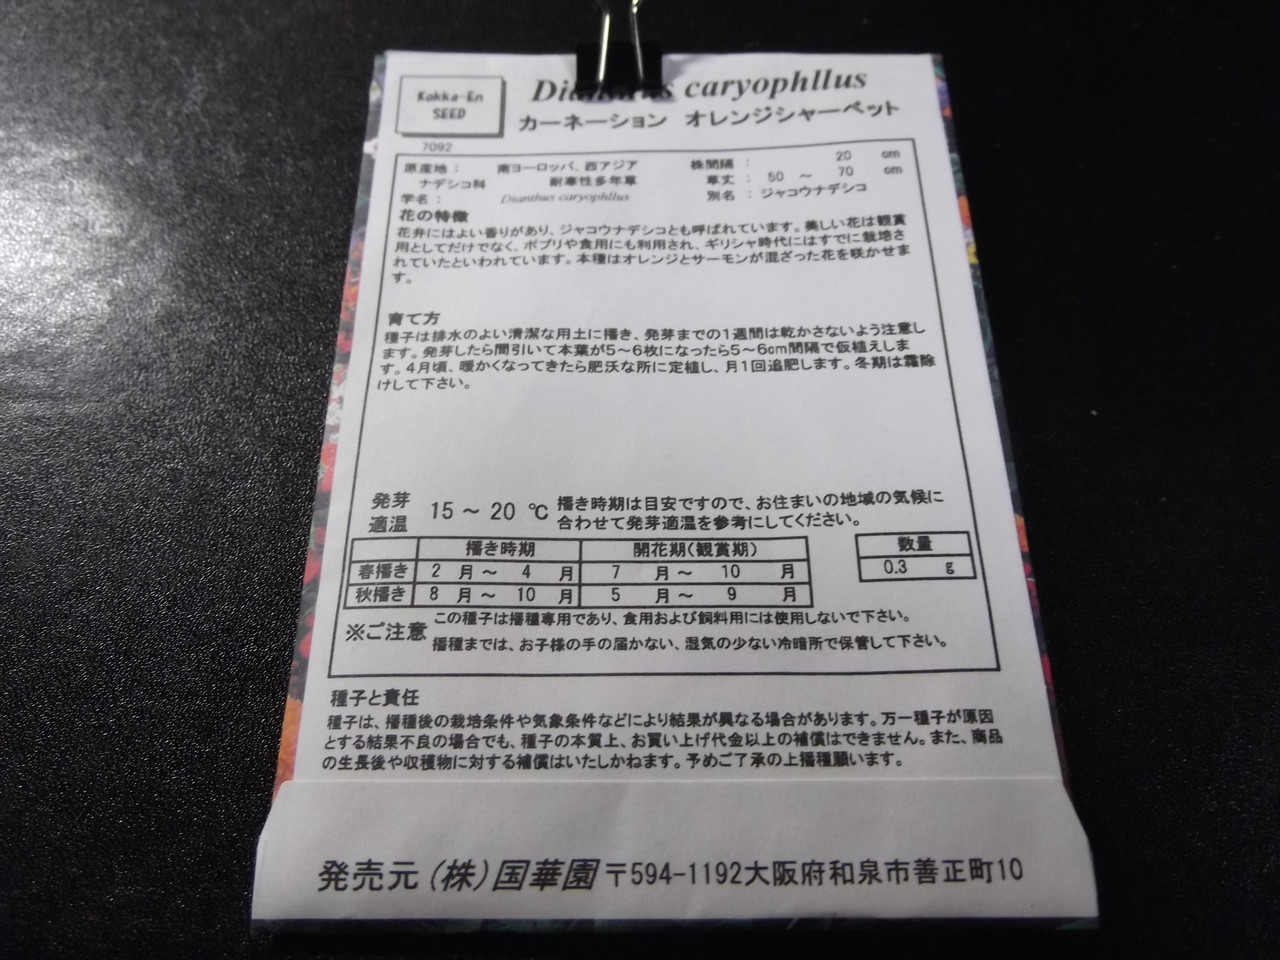 Kokka-En
SEED
Dianthus caryophllus
カーネーション オレンジシャーベット
7092
原産地： 南ヨーロッパ、西アジア 株間隔： 20 cm
ナデシコ科 耐寒性多年草 草丈： 50 ～ 70 cm
学名： Dianthus caryophllus 別名：ジャコウナデシコ
花の特徴
花弁にはよい香りがあり、ジャコウナデシコとも呼ばれています。美しい花は観賞
用としてだけでなく、ポプリや食用にも利用され、ギリシャ時代にはすでに栽培さ
れていたといわれています。本種はオレンジとサーモンが混ざった花を咲かせま
す。
育て方
種子は排水のよい清潔な用土に播き、発芽までの1週間は乾かさないよう注意し
ます。発芽したら間引いて本葉が5～6枚になったら5～6cm間隔で仮植えしま
す。4月頃、暖かくなってきたら肥沃な所に定植し、月1回追肥します。冬期は霜除
けして下さい。
発芽適温 15 ～ 20 ℃ 播き時期は目安ですので、お住まいの地域の気候に
合わせて発芽適温を参考にしてください。
播き時期 開花期(観賞期) 数量
春播き 2 月～ 4 月 7 月～ 10 月 0.3 g
秋播き 8 月～ 10 月 5 月～ 9 月
※ご注意 この種子は播種専用であり、食用および飼料用には使用しないで下さい。
播種までは、お子様の手の届かない、湿気の少ない冷暗所で保管して下さい。
種子と責任
種子は、播種後の栽培条件や気象条件などにより結果が異なる場合があります。万一種子が原因
とする結果不良の場合でも、種子の本質上、お買い上げ代金以上の補償はできません。また、商品
の生長後や収穫物に対する補償はいたしかねます。予めご了承の上播種願います。
発売元(株)国華園 〒594-1192大阪府和泉市善正町10